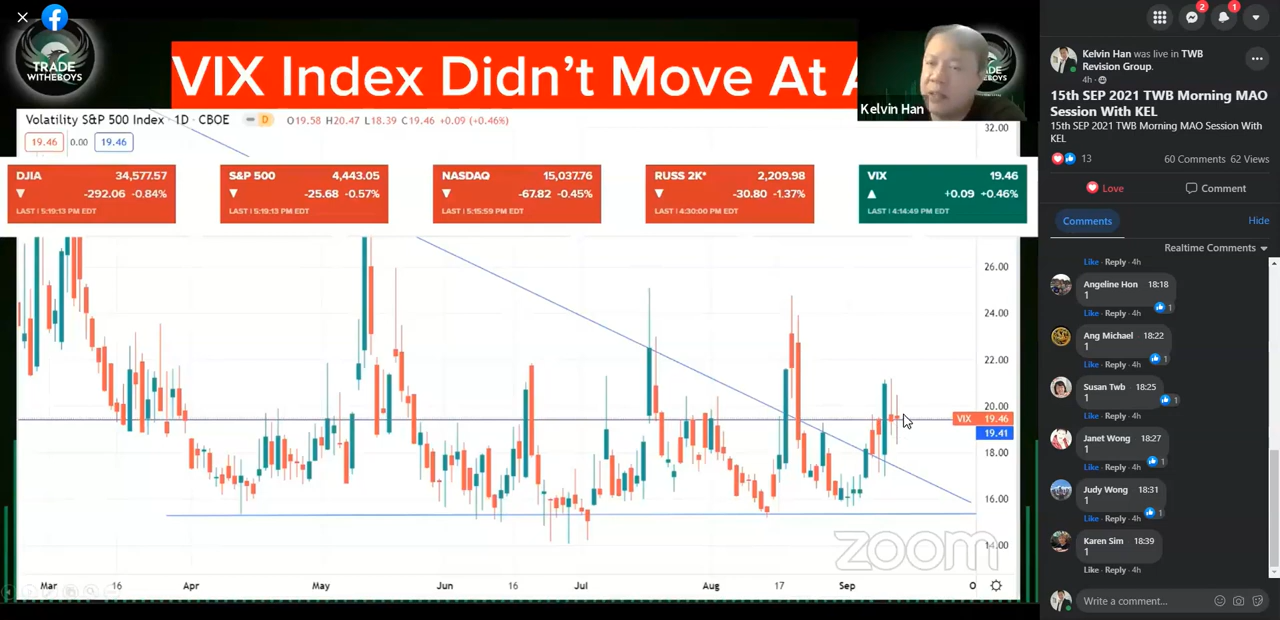 TRADE
WITHEBOYS
VIX Index Didn't Move At A
Kelvin Han
Volatility S&P 500 Index · 1D · CBOE D O19.58 H20.47 L18.39 C19.46 +0.09 (+0.46%)
19.46 0.00 19.46
32.00
DJIA 34,577.57
-292.06 -0.84%
LAST | 5:19:13 PM EDT
S&P 500 4,443.05
-25.68 -0.57%
LAST | 5:19:13 PM EDT
NASDAQ 15,037.76
-67.82 -0.45%
LAST | 5:15:59 PM EDT
RUSS 2K* 2,209.98
-30.80 -1.37%
LAST | 4:30:00 PM EDT
VIX 19.46
+0.09 +0.46%
LAST | 4:14:49 PM EDT
26.00
24.00
22.00
20.00
VIX 19.46
19.41
18.00
16.00
14.00
zoom
Mar 16 Apr May Jun 16 Jul Aug 17 Sep O
2
1
Kelvin Han was live in TWB
Revision Group.
4h
15th SEP 2021 TWB Morning MAO
Session With KEL
15th SEP 2021 TWB Morning MAO Session With
KEL
13 60 Comments 62 Views
Love Comment
Comments Hide
Realtime Comments
Like · Reply · 4h
Angeline Hon 18:18
1
1
Like · Reply · 4h
Ang Michael 18:22
1
1
Like · Reply · 4h
Susan Twb 18:25
1
1
Like · Reply · 4h
Janet Wong 18:27
1
1
Like · Reply · 4h
Judy Wong 18:31
1
1
Like · Reply · 4h
Karen Sim 18:39
1
Like · Reply · 4h
Write a comment...